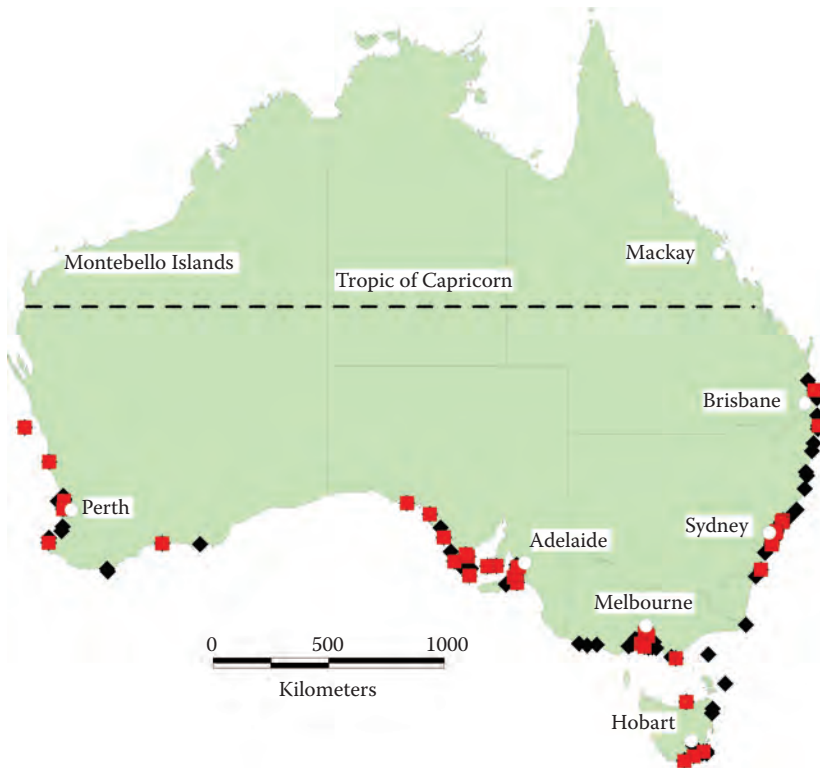 Mackay
Montebello Islands
Tropic of Capricorn
Brisbane
Perth
Sydney
Adelaide
Melbourne
0 500 1000
Kilometers
Hobart